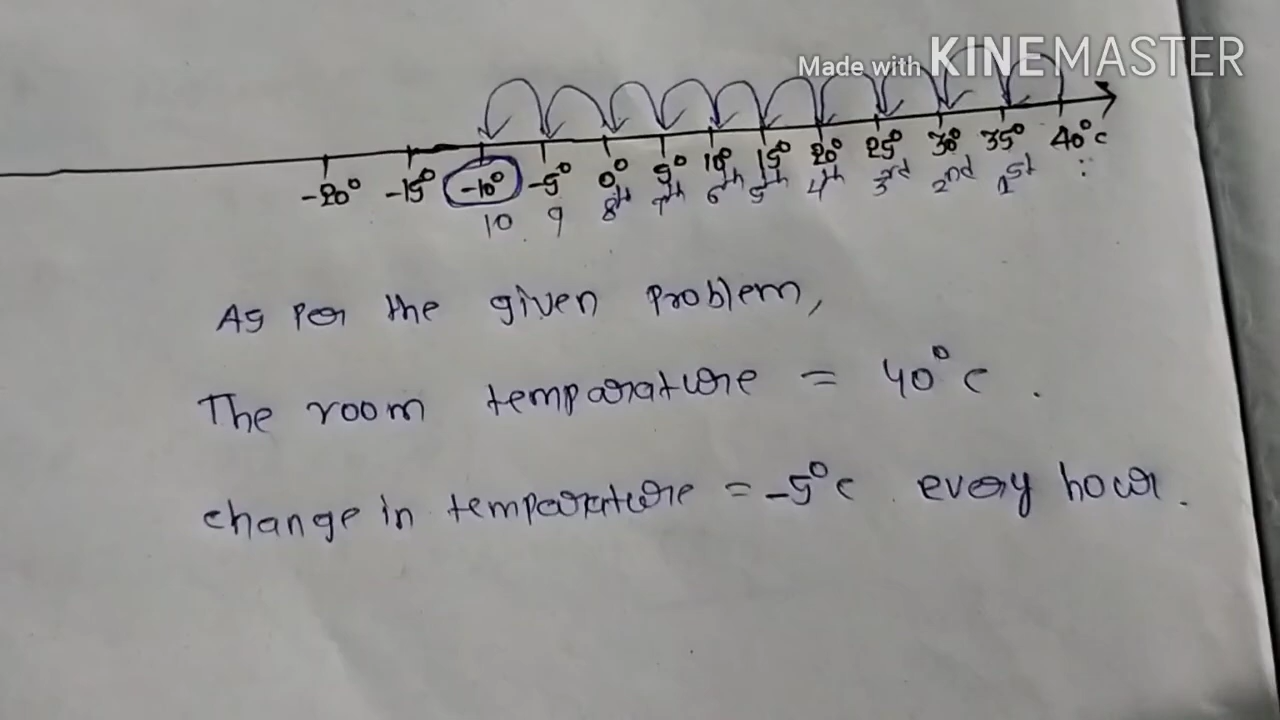 Made with KINEMASTER
-20° -15° -10° -5° 0° 5° 10° 15° 20° 25° 30° 35° 40°c
10 9 8th 7th 6th 5th 4th 3rd 2nd 1st
As per the given problem,
The room temparature = 40°c.
change in temparature = -5°c every hour.